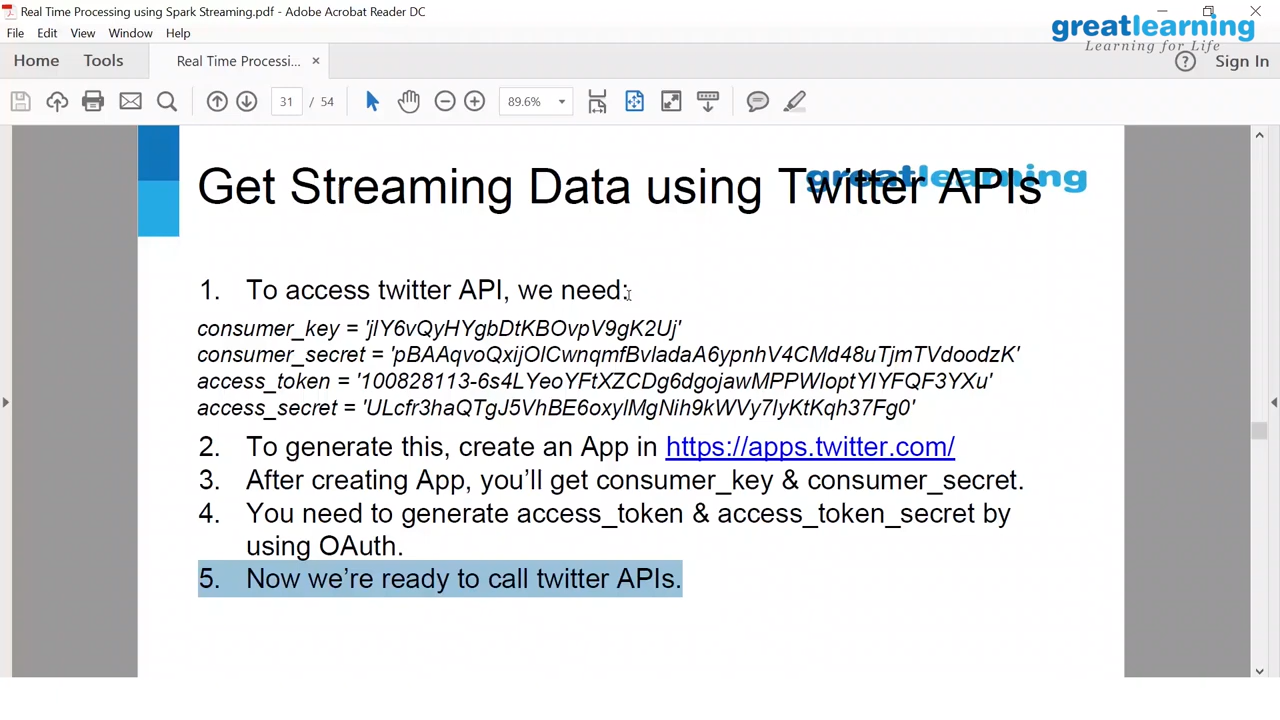 Real Time Processing using Spark Streaming.pdf - Adobe Acrobat Reader DC
File Edit View Window Help
greatlearning
Learning for Life
Home Tools Real Time Processi... × ? Sign In
31 / 54 89.6%
Get Streaming Data using Twitter APIs
greatlearning
1. To access twitter API, we need:
consumer_key = 'jlY6vQyHYgbDtKBOvpV9gK2Uj'
consumer_secret = 'pBAAqvoQxijOlCwnqmfBvladaA6ypnhV4CMd48uTjmTVdoodzK'
access_token = '100828113-6s4LYeoYFtXZCDg6dgojawMPPWIoptYlYFQF3YXu'
access_secret = 'ULcfr3haQTgJ5VhBE6oxylMgNih9kWVy7lyKtKqh37Fg0'
2. To generate this, create an App in https://apps.twitter.com/
3. After creating App, you’ll get consumer_key & consumer_secret.
4. You need to generate access_token & access_token_secret by
using OAuth.
5. Now we’re ready to call twitter APIs.